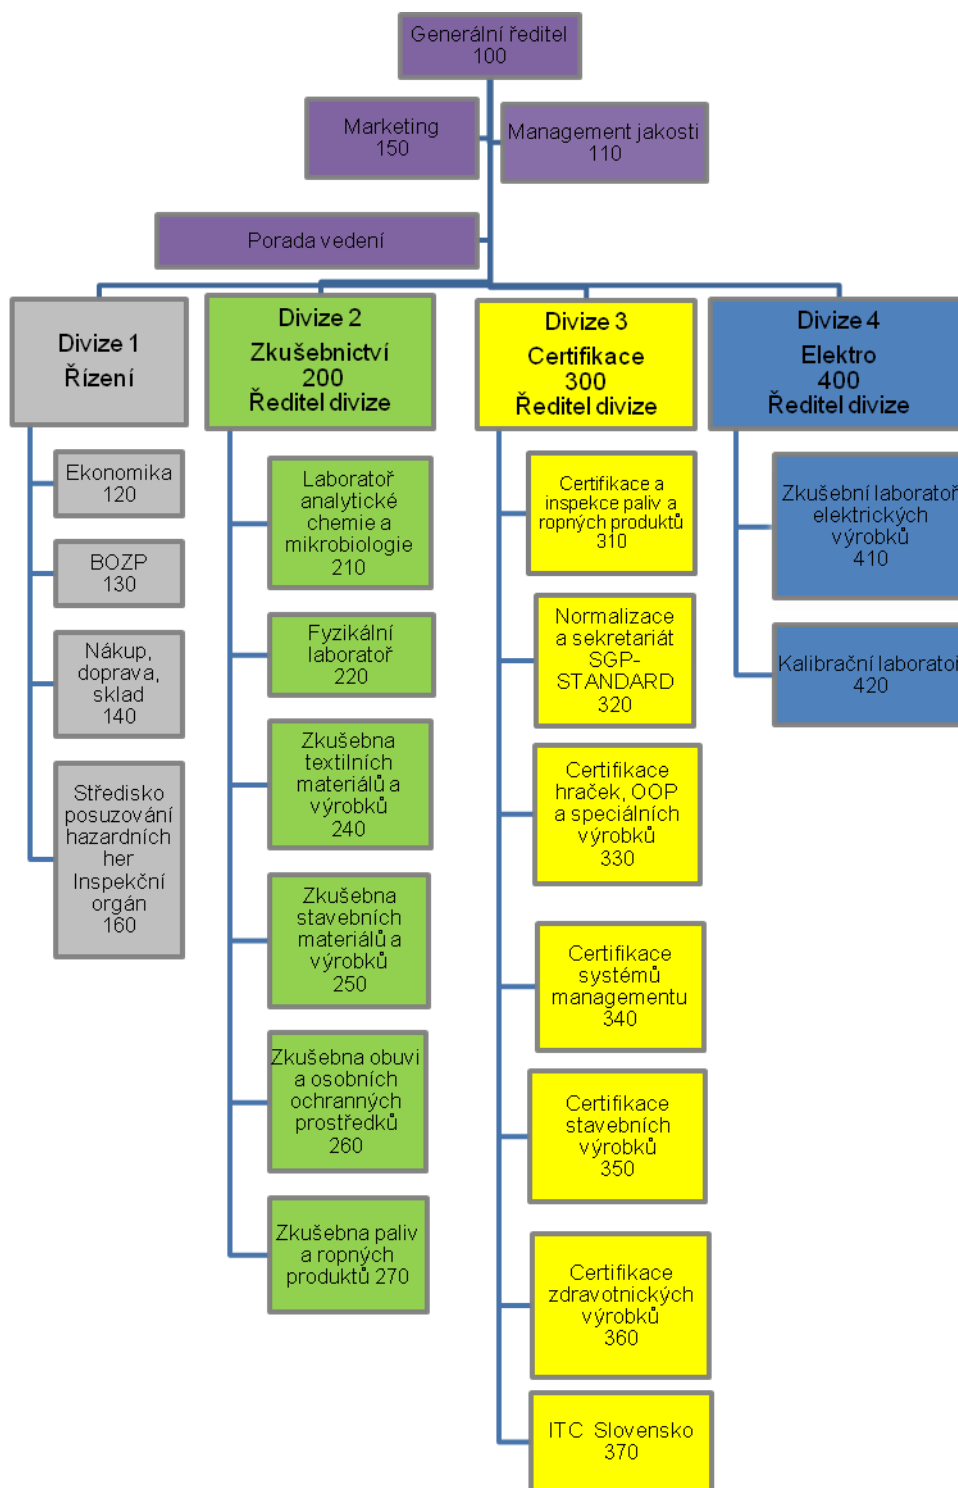 Generální ředitel
100
Marketing
150
Management jakosti
110
Porada vedení
Divize 1
Řízení
Ekonomika
120
BOZP
130
Nákup,
doprava,
sklad
140
Středisko
posuzování
hazardních
her
Inspekční
orgán
160
Divize 2
Zkušebnictví
200
Ředitel divize
Laboratoř
analytické
chemie a
mikrobiologie
210
Fyzikální
laboratoř
220
Zkušebna
textilních
materiálů a
výrobků
240
Zkušebna
stavebních
materiálů a
výrobků
250
Zkušebna obuvi
a osobních
ochranných
prostředků
260
Zkušebna paliv
a ropných
produktů 270
Divize 3
Certifikace
300
Ředitel divize
Certifikace a
inspekce paliv a
ropných produktů
310
Normalizace
a sekretariát
SGP-
STANDARD
320
Certifikace
hraček, OOP
a speciálních
výrobků
330
Certifikace
systémů
managementu
340
Certifikace
stavebních
výrobků
350
Certifikace
zdravotnických
výrobků
360
ITC Slovensko
370
Divize 4
Elektro
400
Ředitel divize
Zkušební laboratoř
elektrických
výrobků
410
Kalibrační laboratoř
420